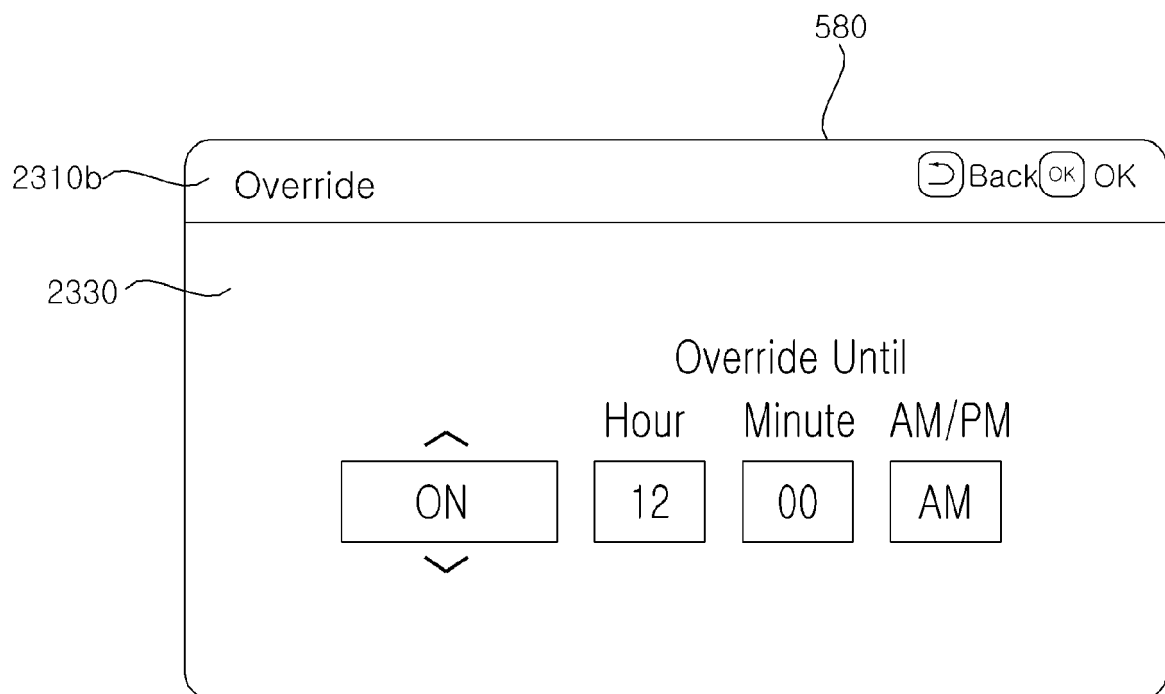 580
2310b
Override
Back OK OK
2330
Override Until
Hour Minute AM/PM
ON 12 00 AM